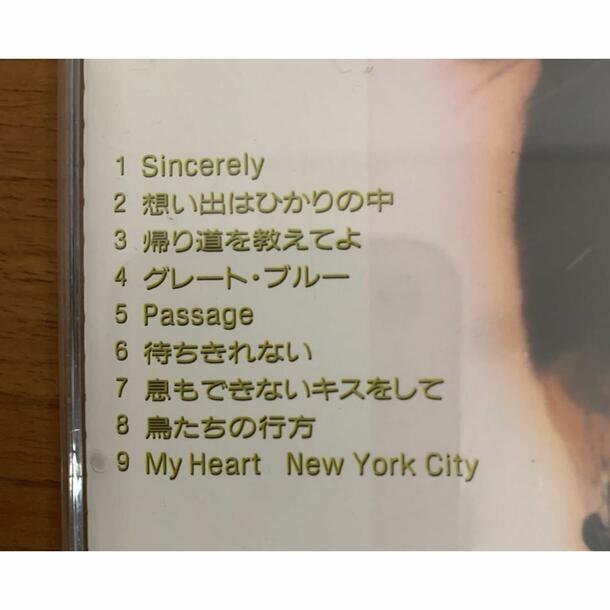 1 Sincerely
2 想い出はひかりの中
3 帰り道を教えてよ
4 グレート・ブルー
5 Passage
6 待ちきれない
7 息もできないキスをして
8 鳥たちの行方
9 My Heart New York City